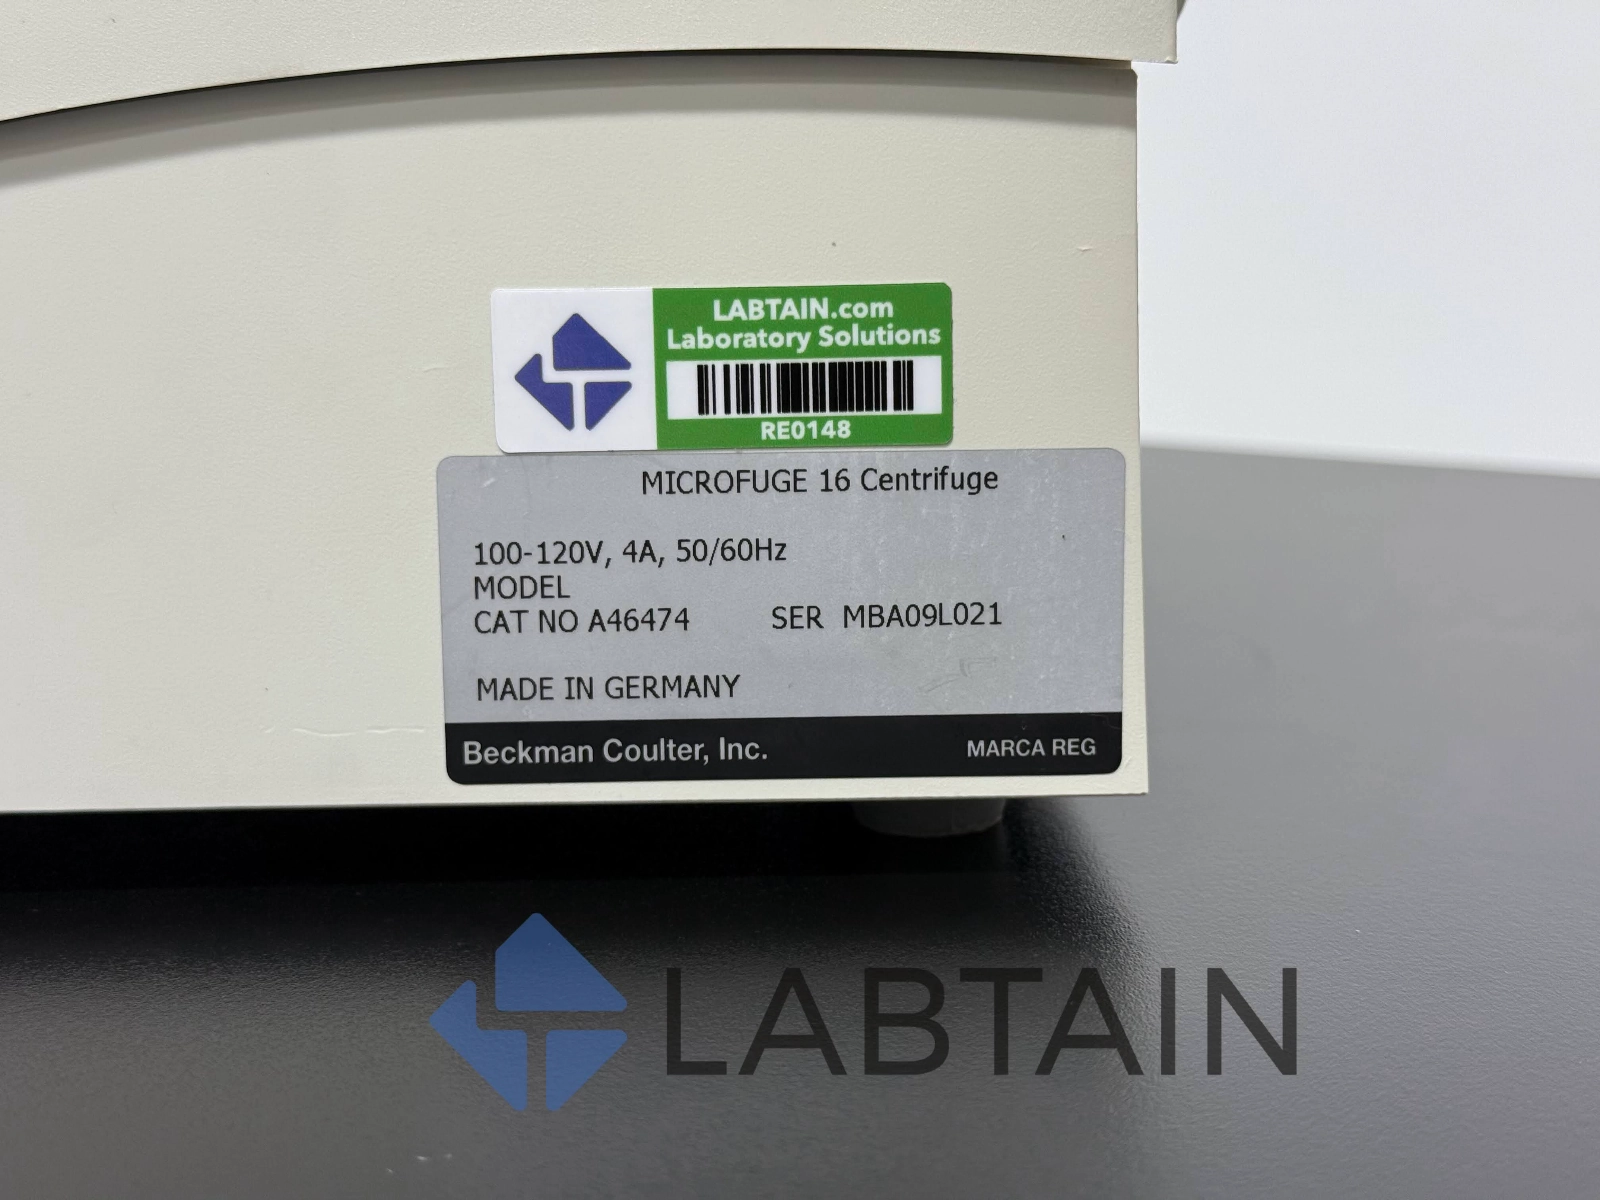 LABTAIN.com
Laboratory Solutions
RE0148
MICROFUGE 16 Centrifuge
100-120V, 4A, 50/60Hz
MODEL
CAT NO A46474 SER MBA09L021
MADE IN GERMANY
Beckman Coulter, Inc. MARCA REG
LABTAIN